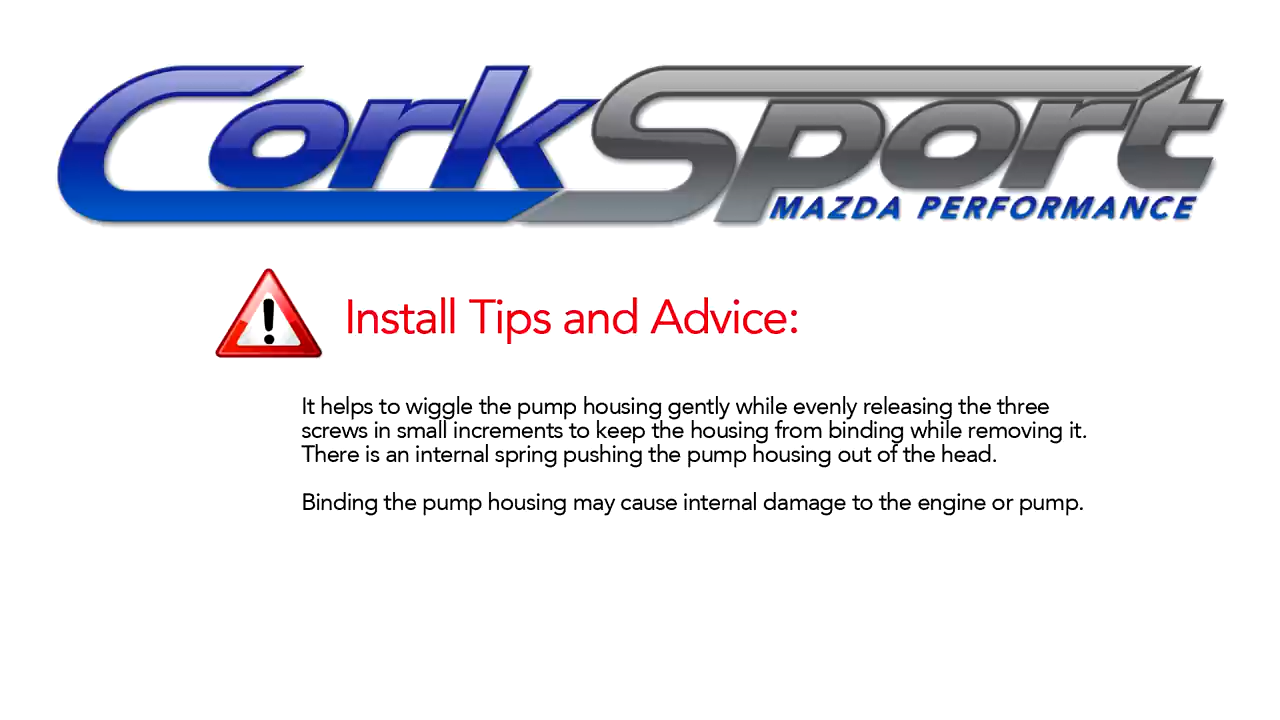 CorkSport
MAZDA PERFORMANCE
Install Tips and Advice:
It helps to wiggle the pump housing gently while evenly releasing the three
screws in small increments to keep the housing from binding while removing it.
There is an internal spring pushing the pump housing out of the head.
Binding the pump housing may cause internal damage to the engine or pump.